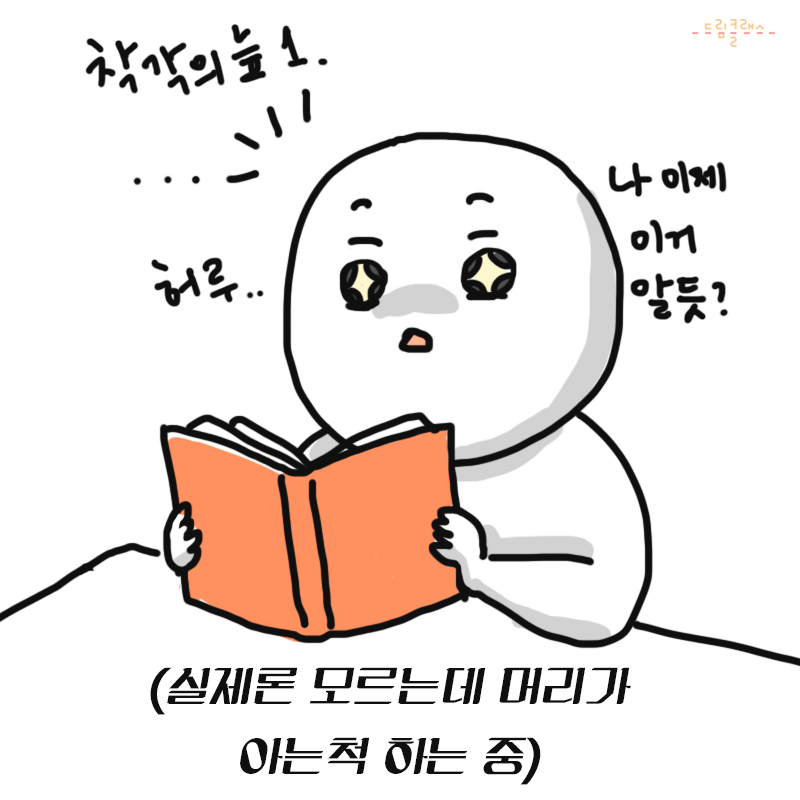 드림클래스
착각의 늪 1.
....
나 이제
이거
알듯?
허루..
(실제론 모르는데 머리가
아는척 하는 중)